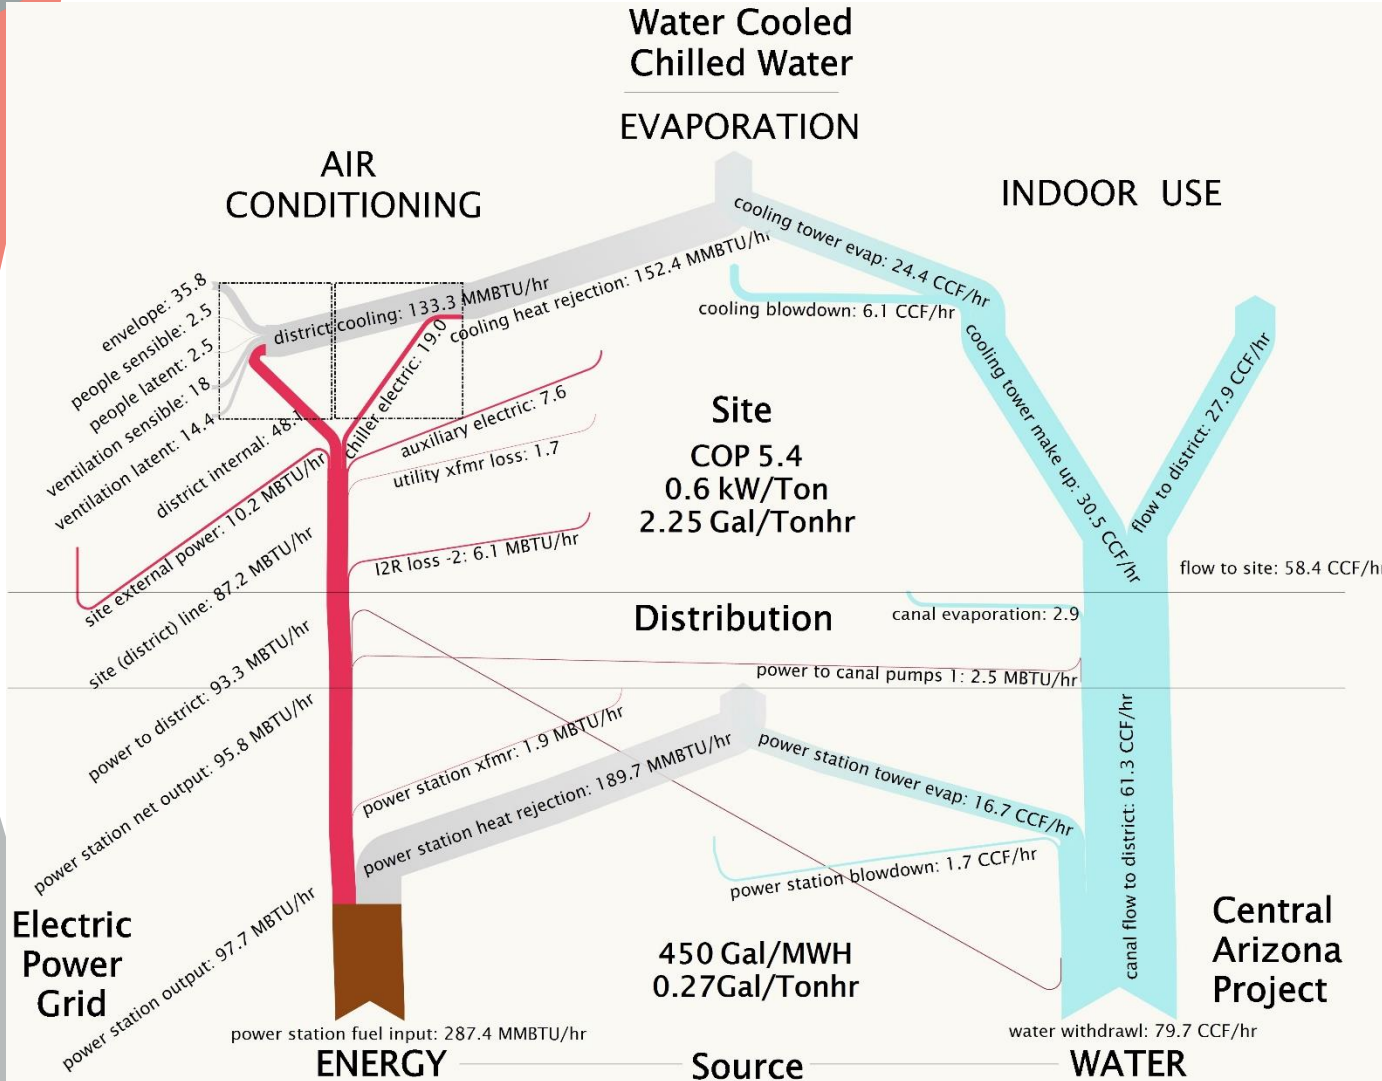 Water Cooled
Chilled Water
EVAPORATION
AIR
CONDITIONING
INDOOR USE
cooling tower evap: 24.4 CCF/hr
cooling heat rejection: 152.4 MMBTU/hr
district cooling: 133.3 MMBTU/hr
cooling blowdown: 6.1 CCF/hr
envelope: 35.8
people sensible: 2.5
people latent: 2.5
ventilation sensible: 18
ventilation latent: 14.4
district internal: 48.1
chiller electric: 19.0
cooling tower make up: 30.5 CCF/hr
flow to district: 27.9 CCF/hr
auxiliary electric: 7.6
utility xfmr loss: 1.7
Site
COP 5.4
0.6 kW/Ton
2.25 Gal/Tonhr
site external power: 10.2 MBTU/hr
I2R loss -2: 6.1 MBTU/hr
flow to site: 58.4 CCF/hr
site (district) line: 87.2 MBTU/hr
Distribution
canal evaporation: 2.9
power to canal pumps 1: 2.5 MBTU/hr
power to district: 93.3 MBTU/hr
power station net output: 95.8 MBTU/hr
power station xfmr: 1.9 MBTU/hr
power station heat rejection: 189.7 MMBTU/hr
power station tower evap: 16.7 CCF/hr
power station blowdown: 1.7 CCF/hr
canal flow to district: 61.3 CCF/hr
power station output: 97.7 MBTU/hr
Electric
Power
Grid
450 Gal/MWH
0.27Gal/Tonhr
Central
Arizona
Project
power station fuel input: 287.4 MMBTU/hr
water withdrawl: 79.7 CCF/hr
ENERGY
Source
WATER